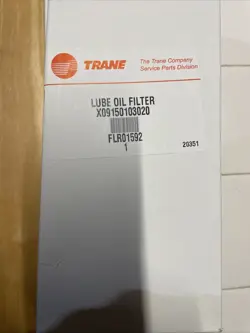 TRANE
The Trane Company
Service Parts Division
LUBE OIL FILTER
X09150103020
FLR01592
1
20351